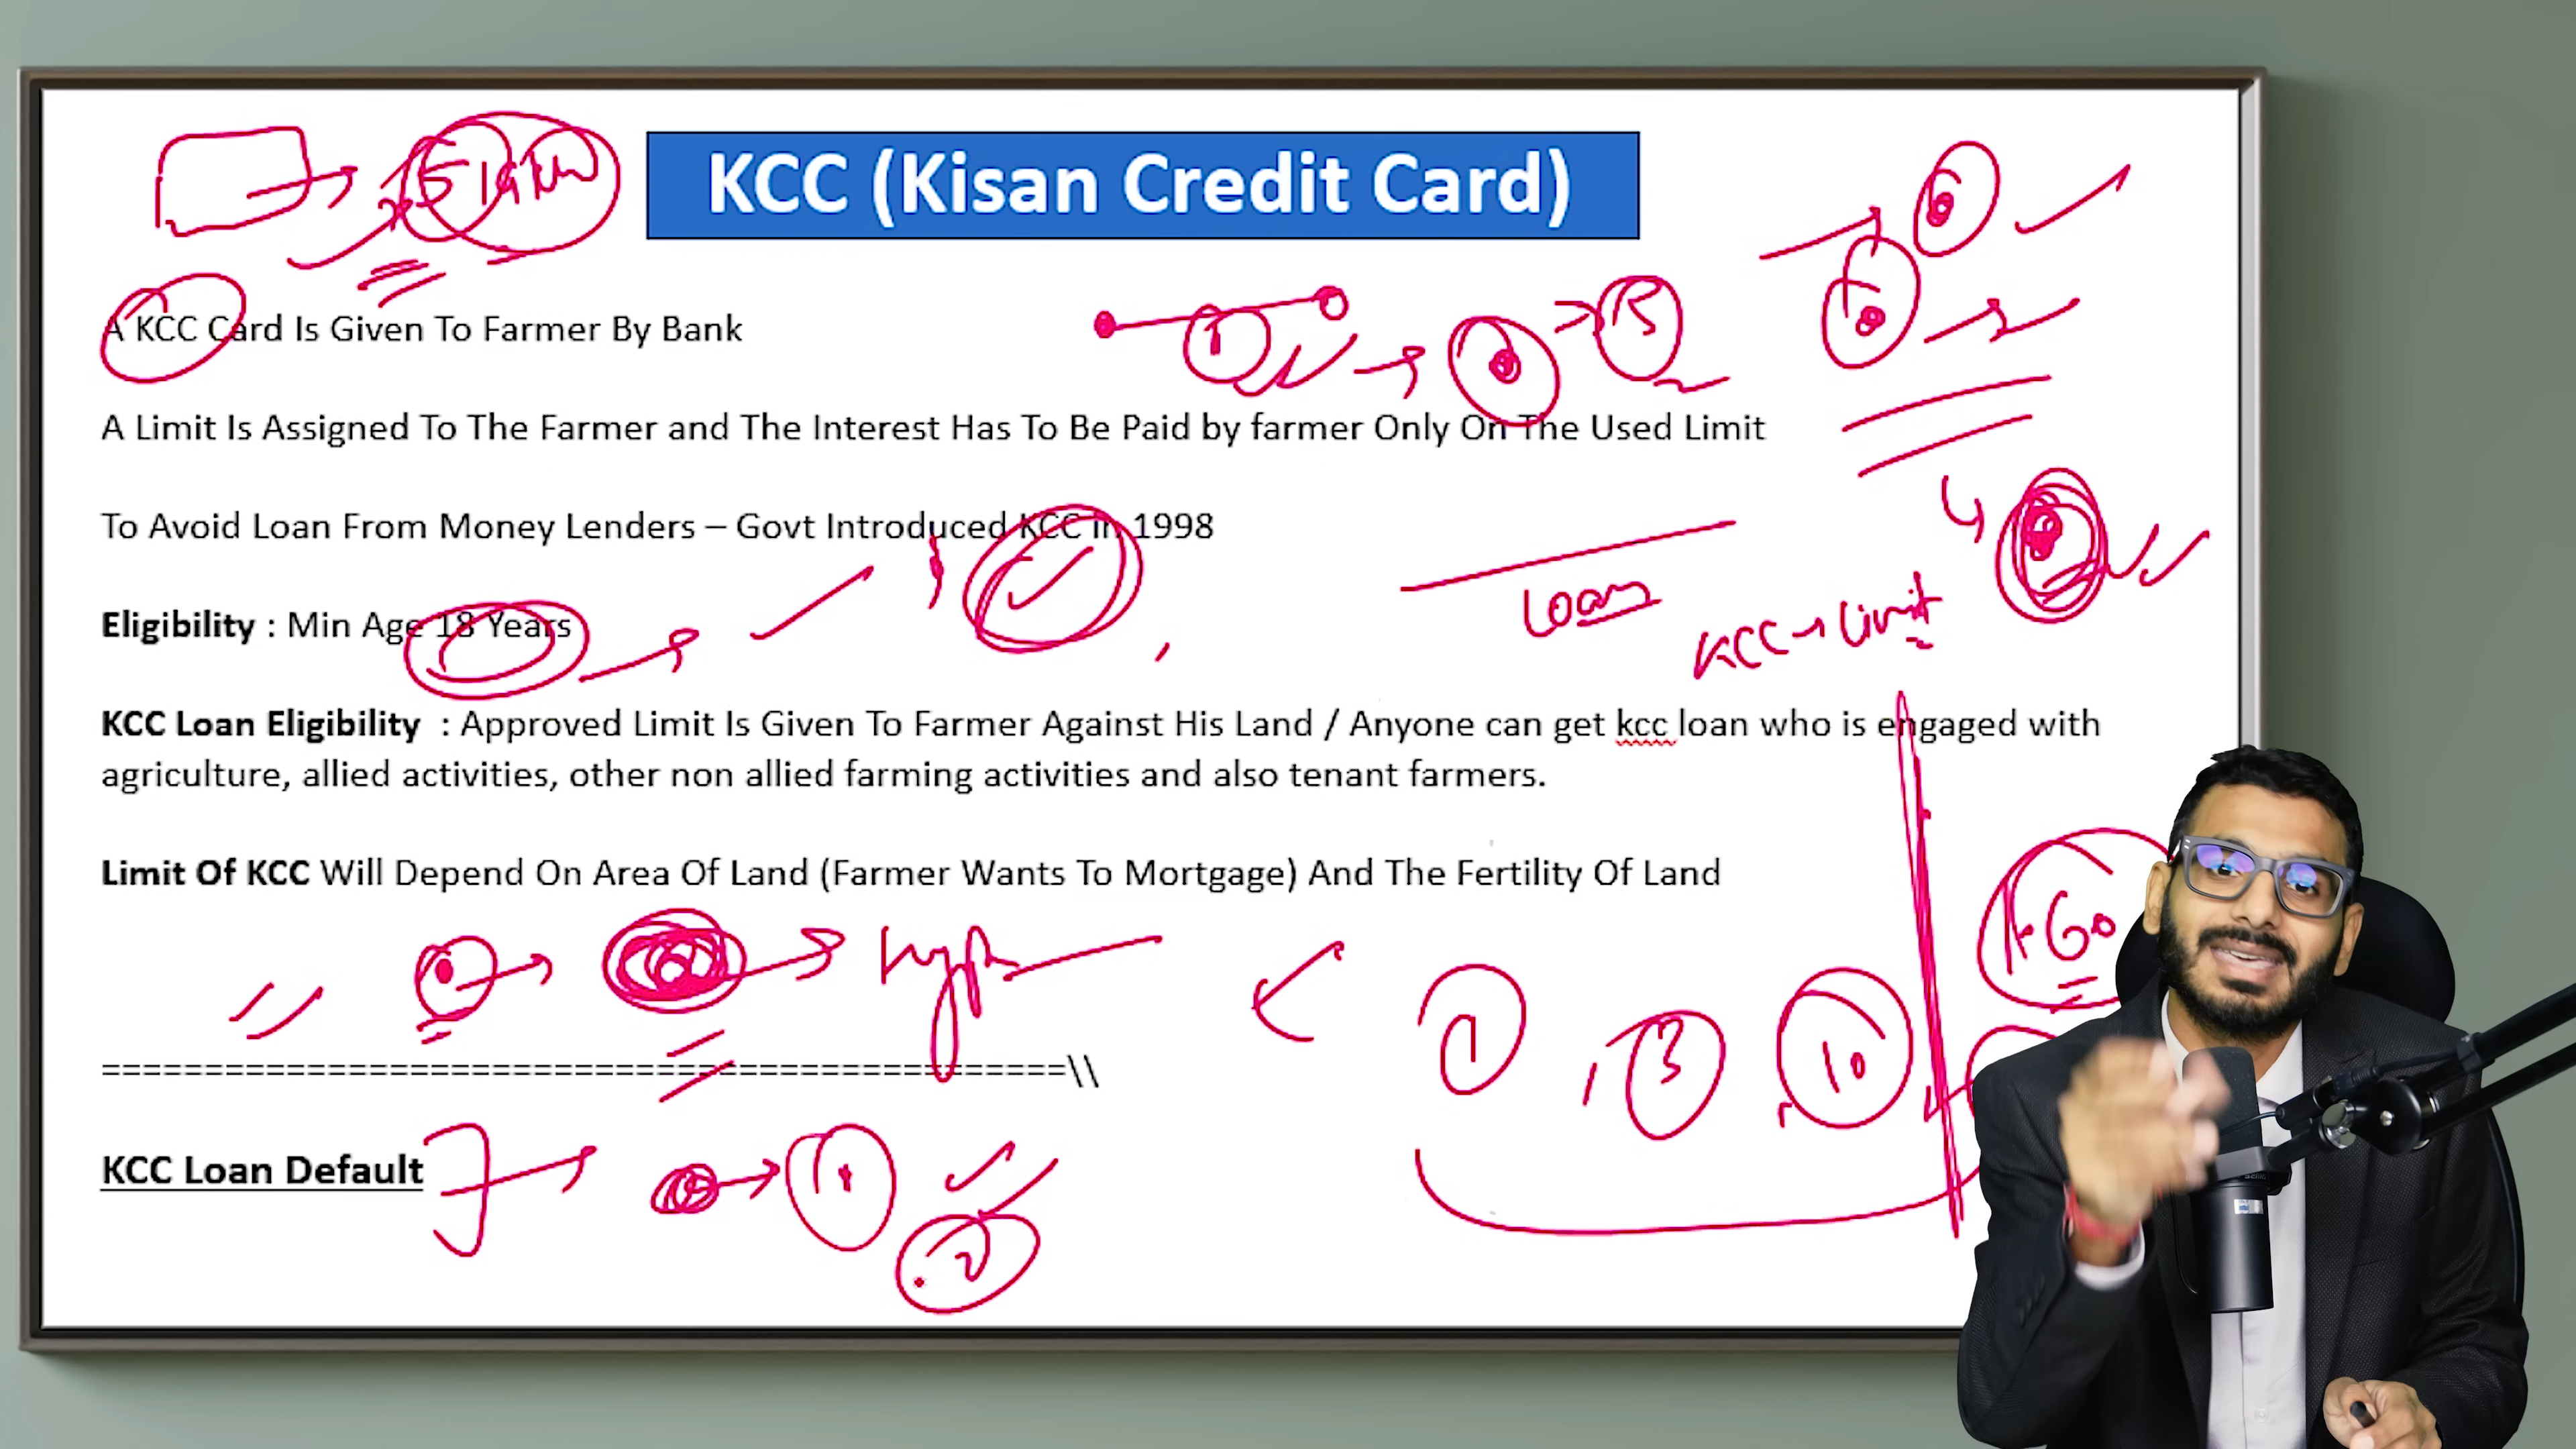 5 lakh
KCC (Kisan Credit Card)
A KCC Card Is Given To Farmer By Bank
A Limit Is Assigned To The Farmer and The Interest Has To Be Paid by farmer Only On The Used Limit
To Avoid Loan From Money Lenders – Govt Introduced KCC in 1998
Loan
KCC → Limit
Eligibility : Min Age 18 Years
KCC Loan Eligibility : Approved Limit Is Given To Farmer Against His Land / Anyone can get kcc loan who is engaged with
agriculture, allied activities, other non allied farming activities and also tenant farmers.
Limit Of KCC Will Depend On Area Of Land (Farmer Wants To Mortgage) And The Fertility Of Land
1 3 10
============================================\\
KCC Loan Default